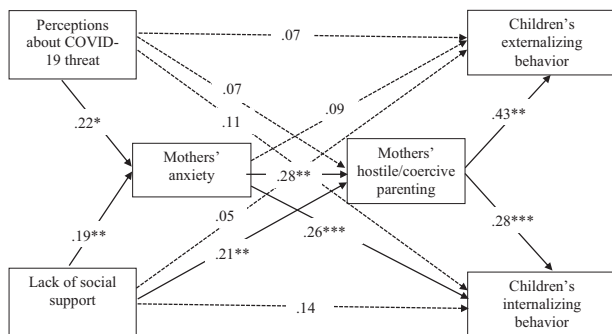 Perceptions
about COVID-
19 threat
.07
Children's
externalizing
behavior
.07
.11
.09
.22*
.43**
Mothers'
anxiety
.28**
Mothers'
hostile/coercive
parenting
.05
.19**
.21**
.26***
.28***
Lack of social
support
.14
Children's
internalizing
behavior